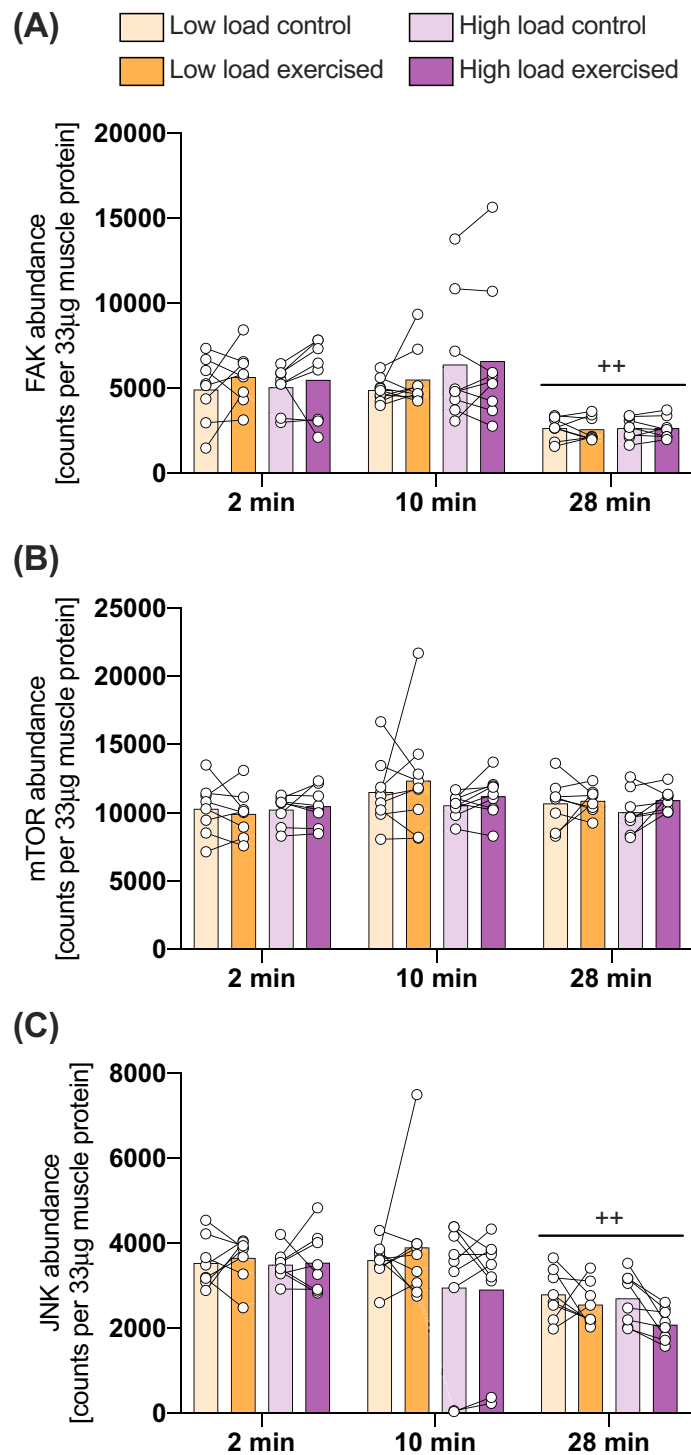 (A)
Low load control
High load control
Low load exercised
High load exercised
20000
15000
10000
5000
0
FAK abundance
[counts per 33µg muscle protein]
++
2 min
10 min
28 min
(B)
25000
20000
15000
10000
5000
0
mTOR abundance
[counts per 33µg muscle protein]
2 min
10 min
28 min
(C)
8000
6000
4000
2000
0
JNK abundance
[counts per 33µg muscle protein]
++
2 min
10 min
28 min